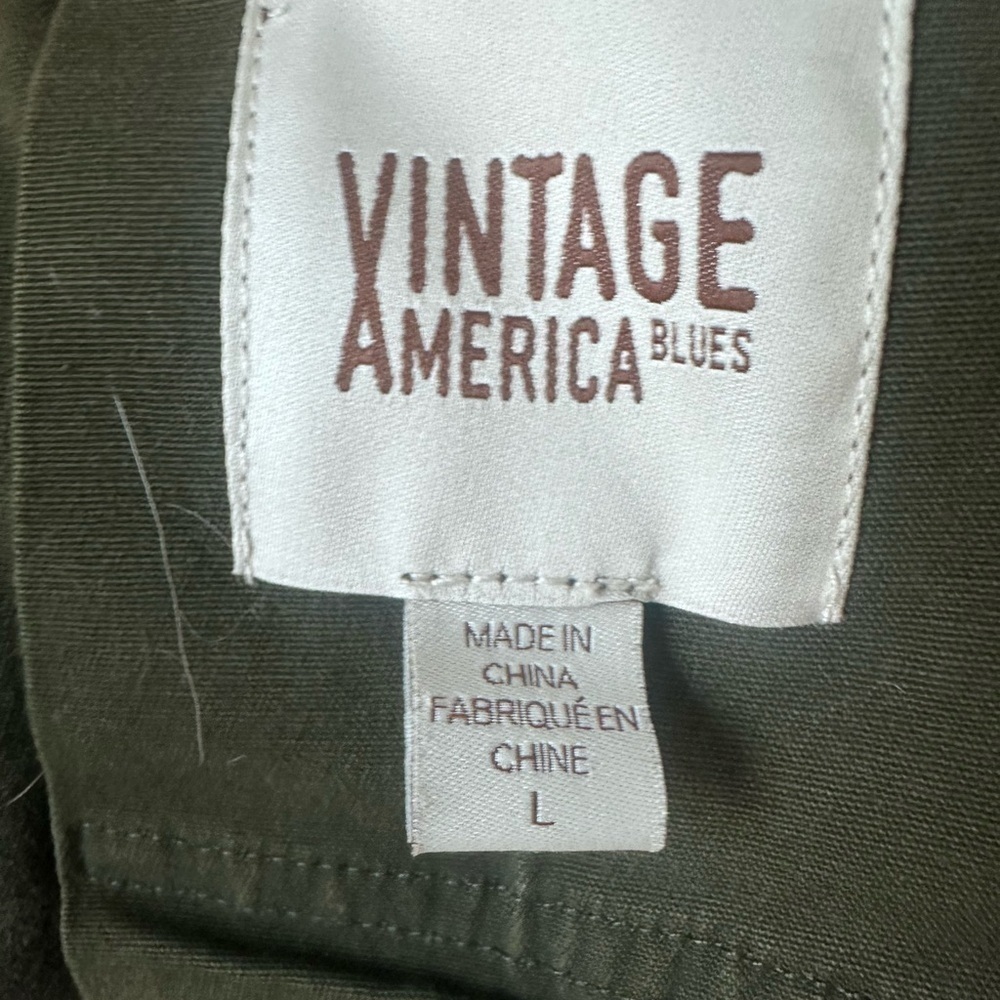 VINTAGE
AMERICA BLUES
MADE IN
CHINA
FABRIQUÉ EN
CHINE
L